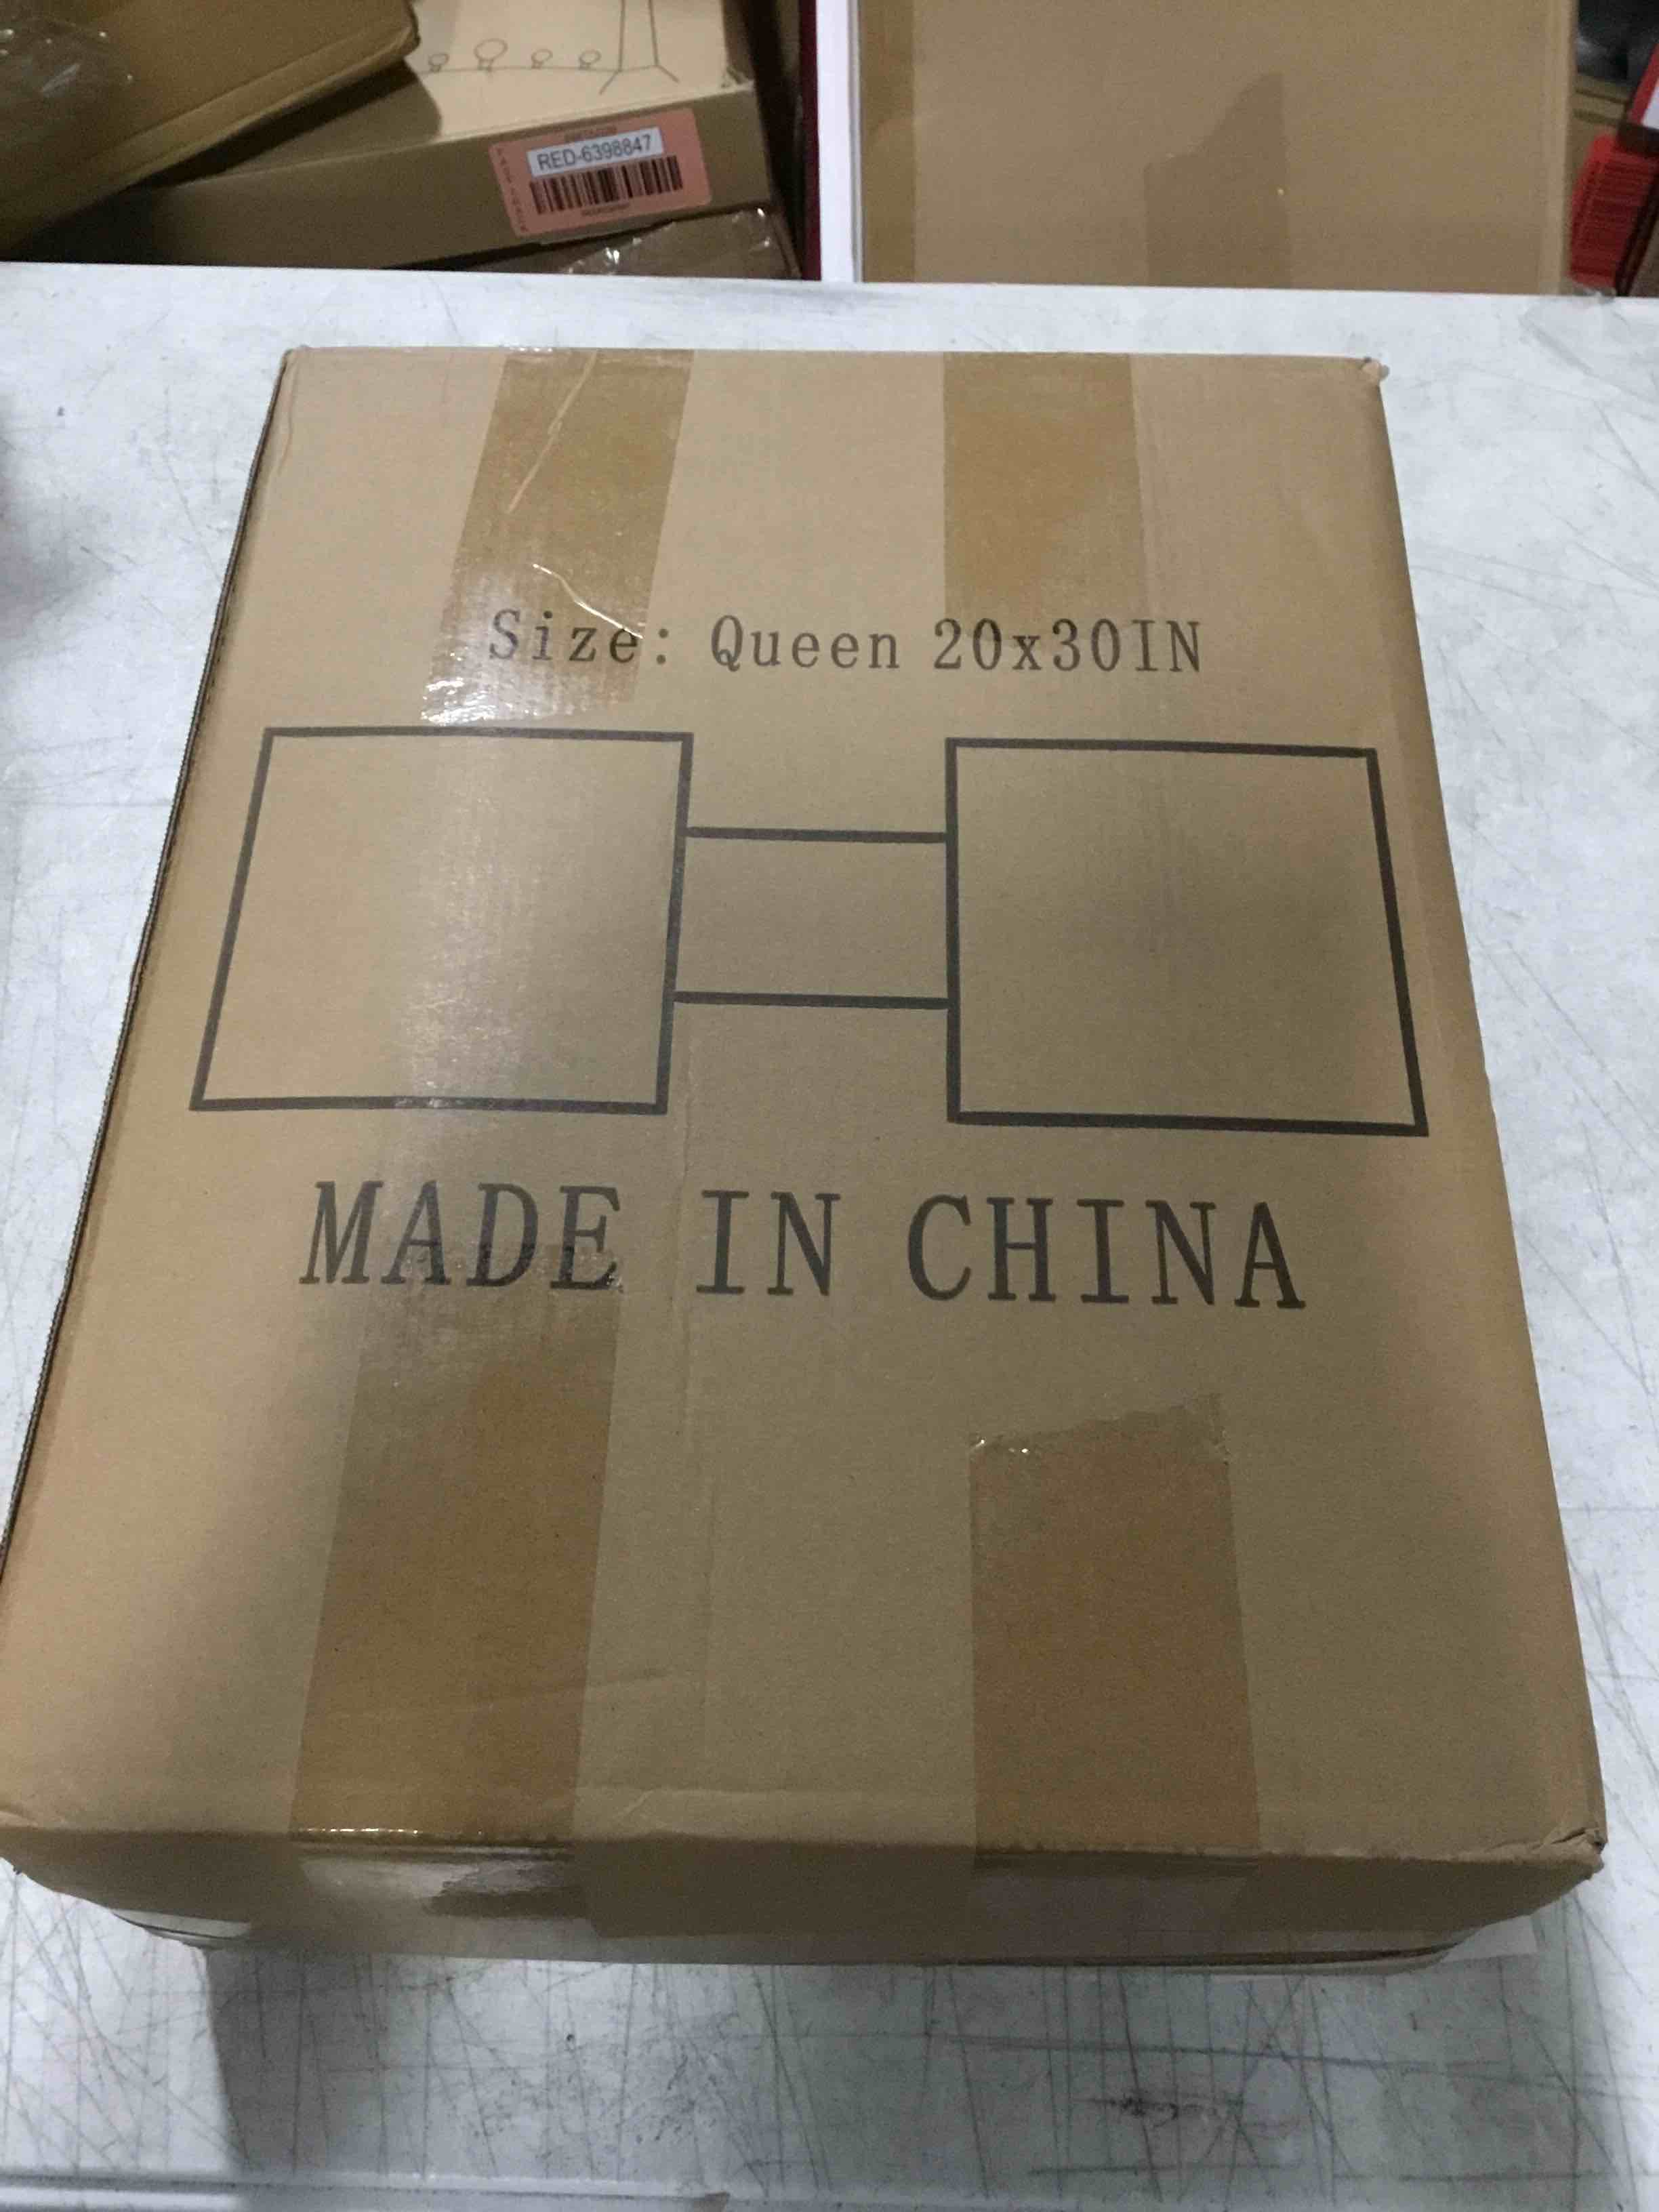 RED-6398847
Size: Queen 20x30IN
MADE IN CHINA